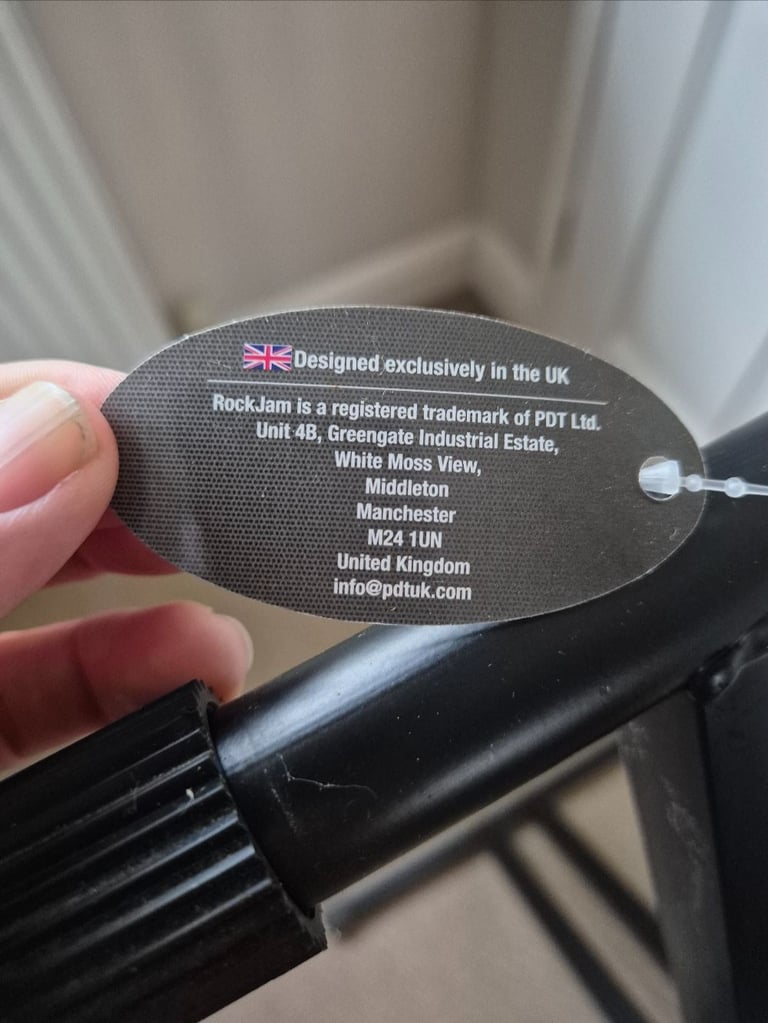 Designed exclusively in the UK
RockJam is a registered trademark of PDT Ltd.
Unit 4B, Greengate Industrial Estate,
White Moss View,
Middleton
Manchester
M24 1UN
United Kingdom
info@pdtuk.com